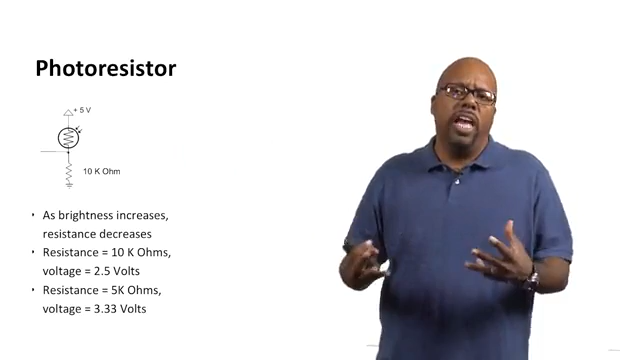 Photoresistor
+ 5 V
10 K Ohm
· As brightness increases,
resistance decreases
· Resistance = 10 K Ohms,
voltage = 2.5 Volts
· Resistance = 5K Ohms,
voltage = 3.33 Volts